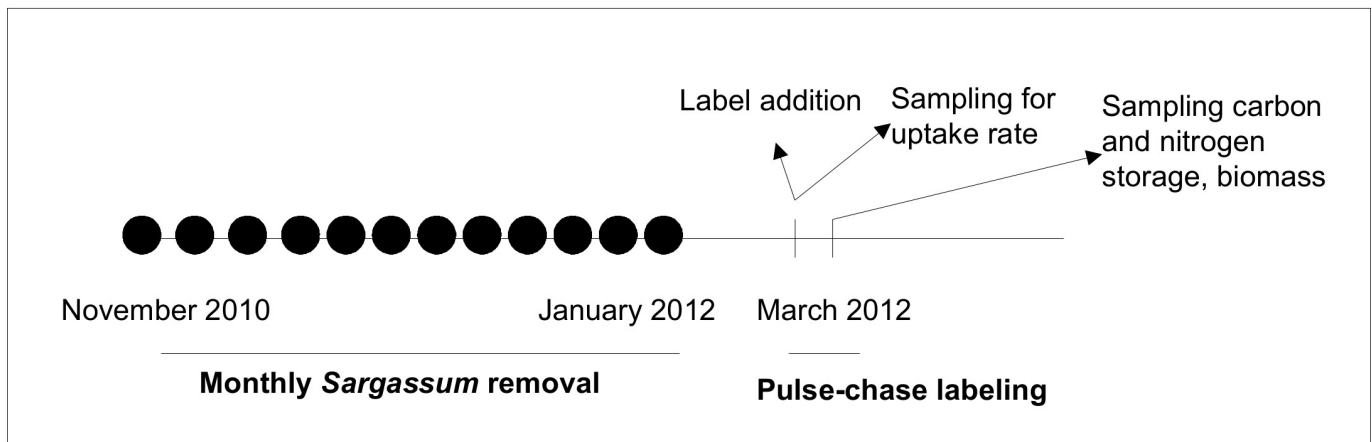 Label addition
Sampling for
uptake rate
Sampling carbon
and nitrogen
storage, biomass
November 2010
January 2012
March 2012
Monthly Sargassum removal
Pulse-chase labeling